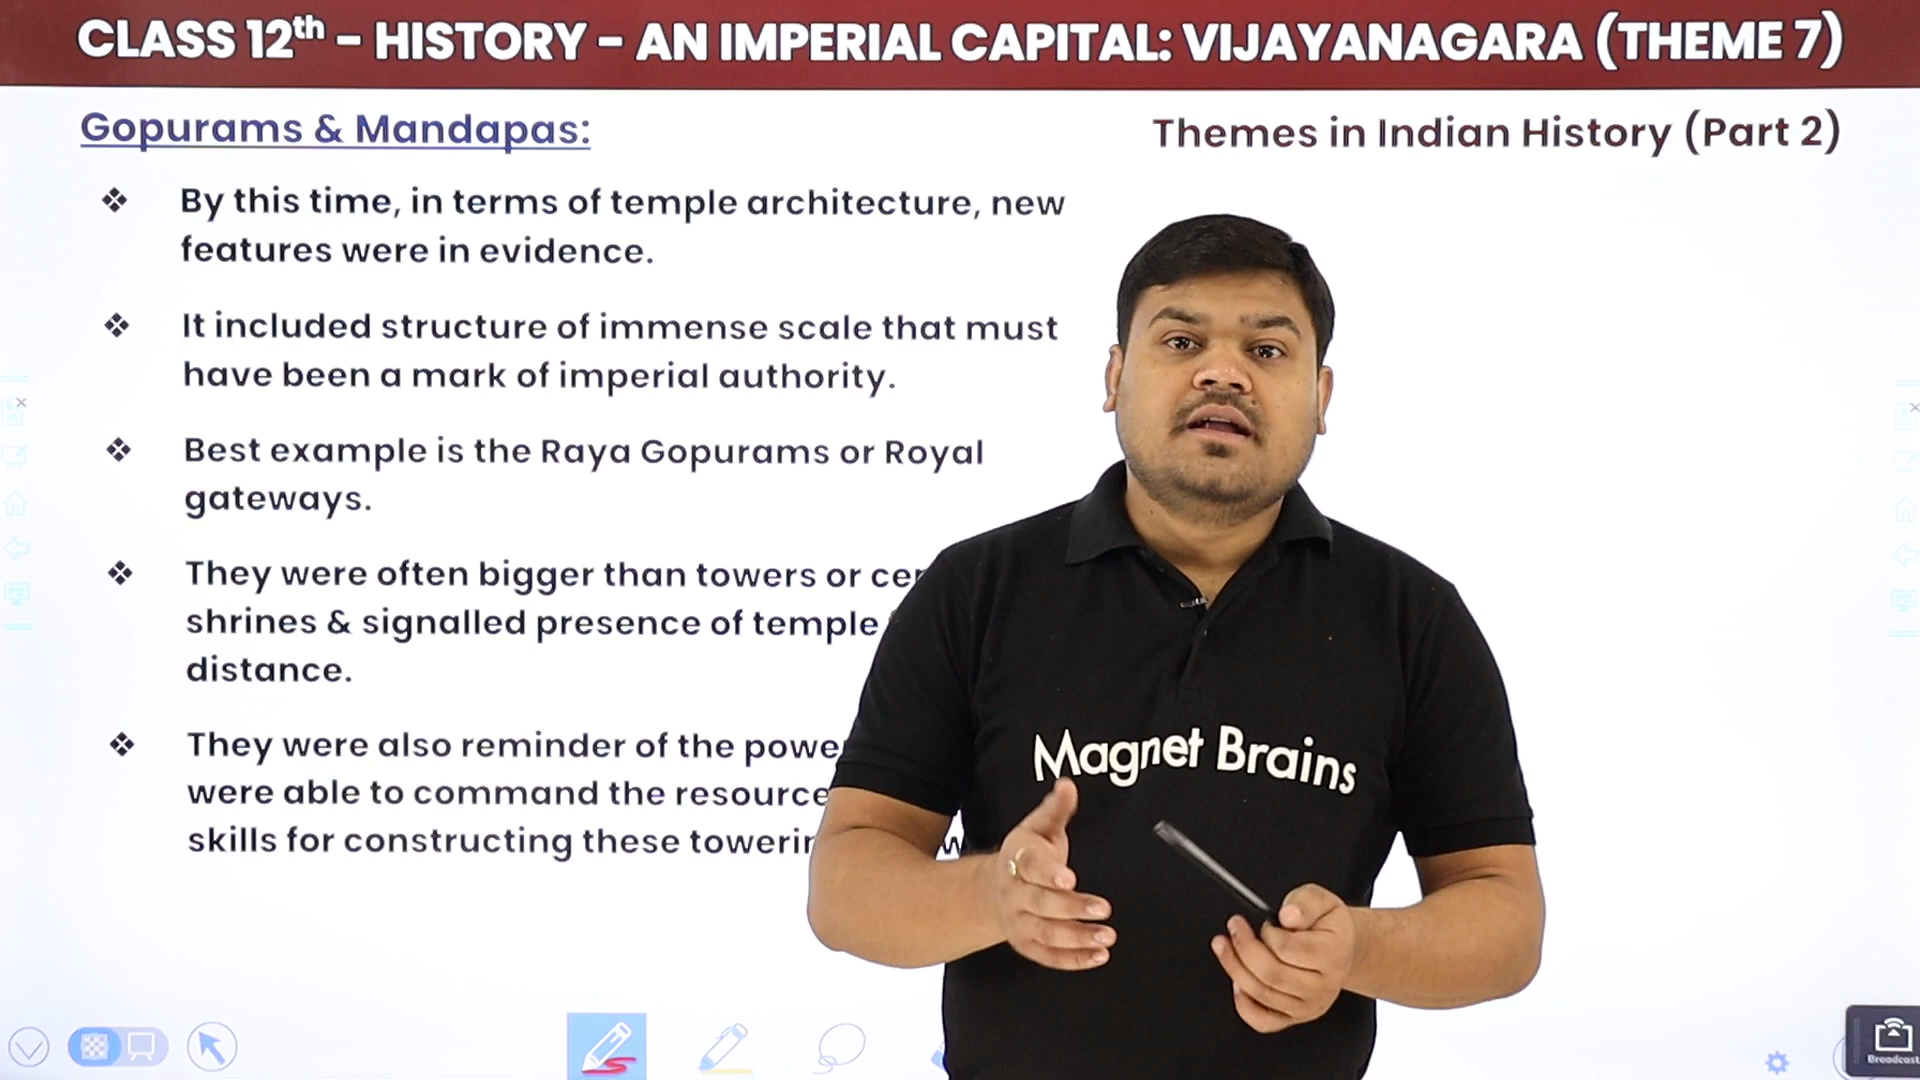 CLASS 12th - HISTORY - AN IMPERIAL CAPITAL: VIJAYANAGARA (THEME 7)
Gopurams & Mandapas:
Themes in Indian History (Part 2)
❖ By this time, in terms of temple architecture, new
features were in evidence.
❖ It included structure of immense scale that must
have been a mark of imperial authority.
❖ Best example is the Raya Gopurams or Royal
gateways.
❖ They were often bigger than towers or
shrines & signalled presence of temple
distance.
❖ They were also reminder of the
were able to command the
skills for constructing these
Magnet Brains
Broadcast